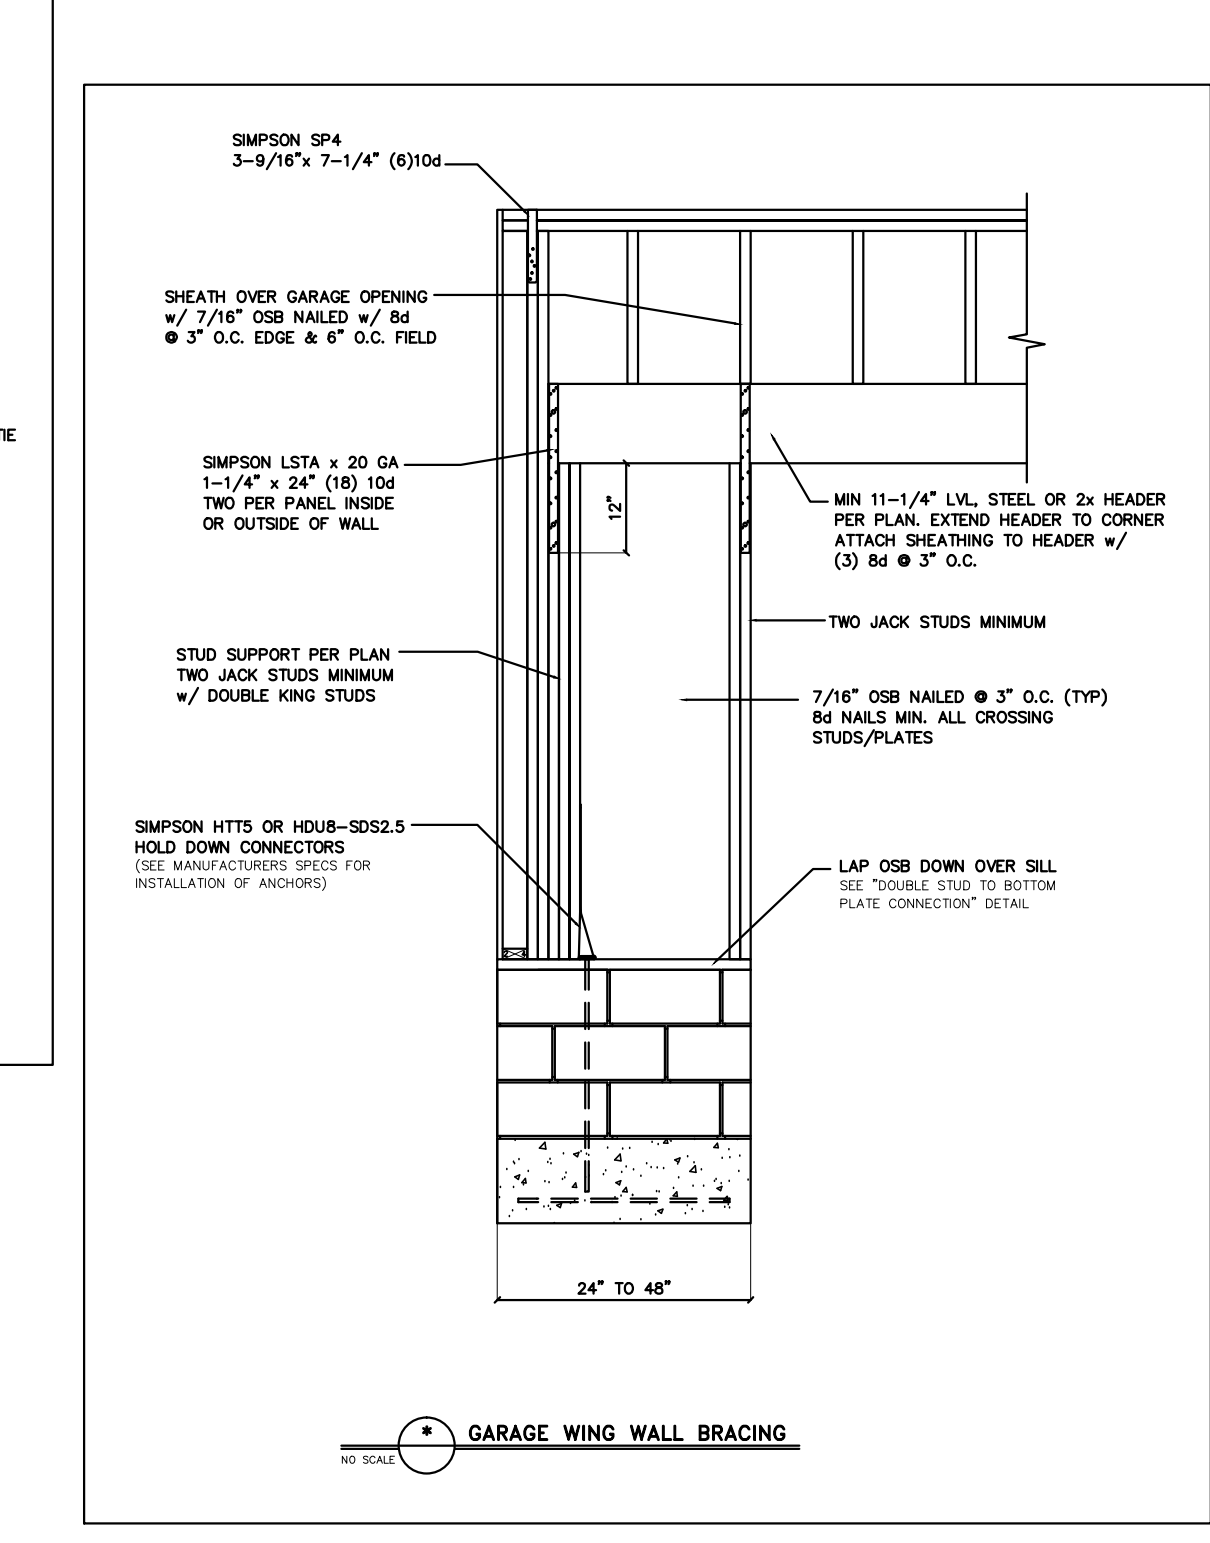 SIMPSON SP4
3-9/16"x 7-1/4" (6)10d
SHEATH OVER GARAGE OPENING
w/ 7/16" OSB NAILED w/ 8d
@ 3" O.C. EDGE & 6" O.C. FIELD
TIE
SIMPSON LSTA x 20 GA
1-1/4" x 24" (18) 10d
TWO PER PANEL INSIDE
OR OUTSIDE OF WALL
12"
MIN 11-1/4" LVL, STEEL OR 2x HEADER
PER PLAN. EXTEND HEADER TO CORNER
ATTACH SHEATHING TO HEADER w/
(3) 8d @ 3" O.C.
TWO JACK STUDS MINIMUM
STUD SUPPORT PER PLAN
TWO JACK STUDS MINIMUM
w/ DOUBLE KING STUDS
7/16" OSB NAILED @ 3" O.C. (TYP)
8d NAILS MIN. ALL CROSSING
STUDS/PLATES
SIMPSON HTT5 OR HDU8-SDS2.5
HOLD DOWN CONNECTORS
(SEE MANUFACTURERS SPECS FOR
INSTALLATION OF ANCHORS)
LAP OSB DOWN OVER SILL
SEE "DOUBLE STUD TO BOTTOM
PLATE CONNECTION" DETAIL
24" TO 48"
* GARAGE WING WALL BRACING
NO SCALE